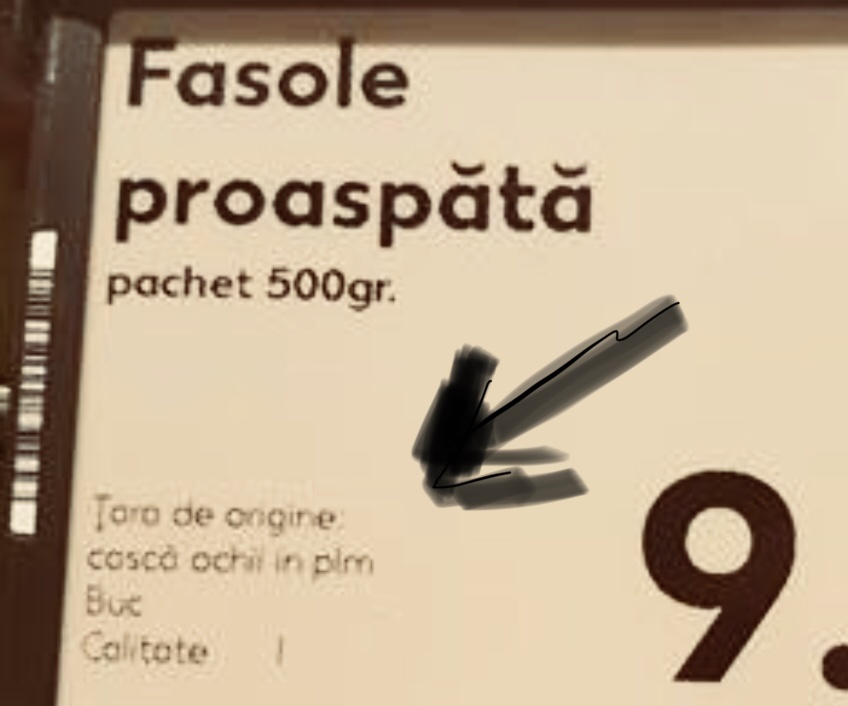 Fasole
proaspătă
pachet 500gr.
Țara de origine:
cască ochii in plm
Buc
Calitate I
9.